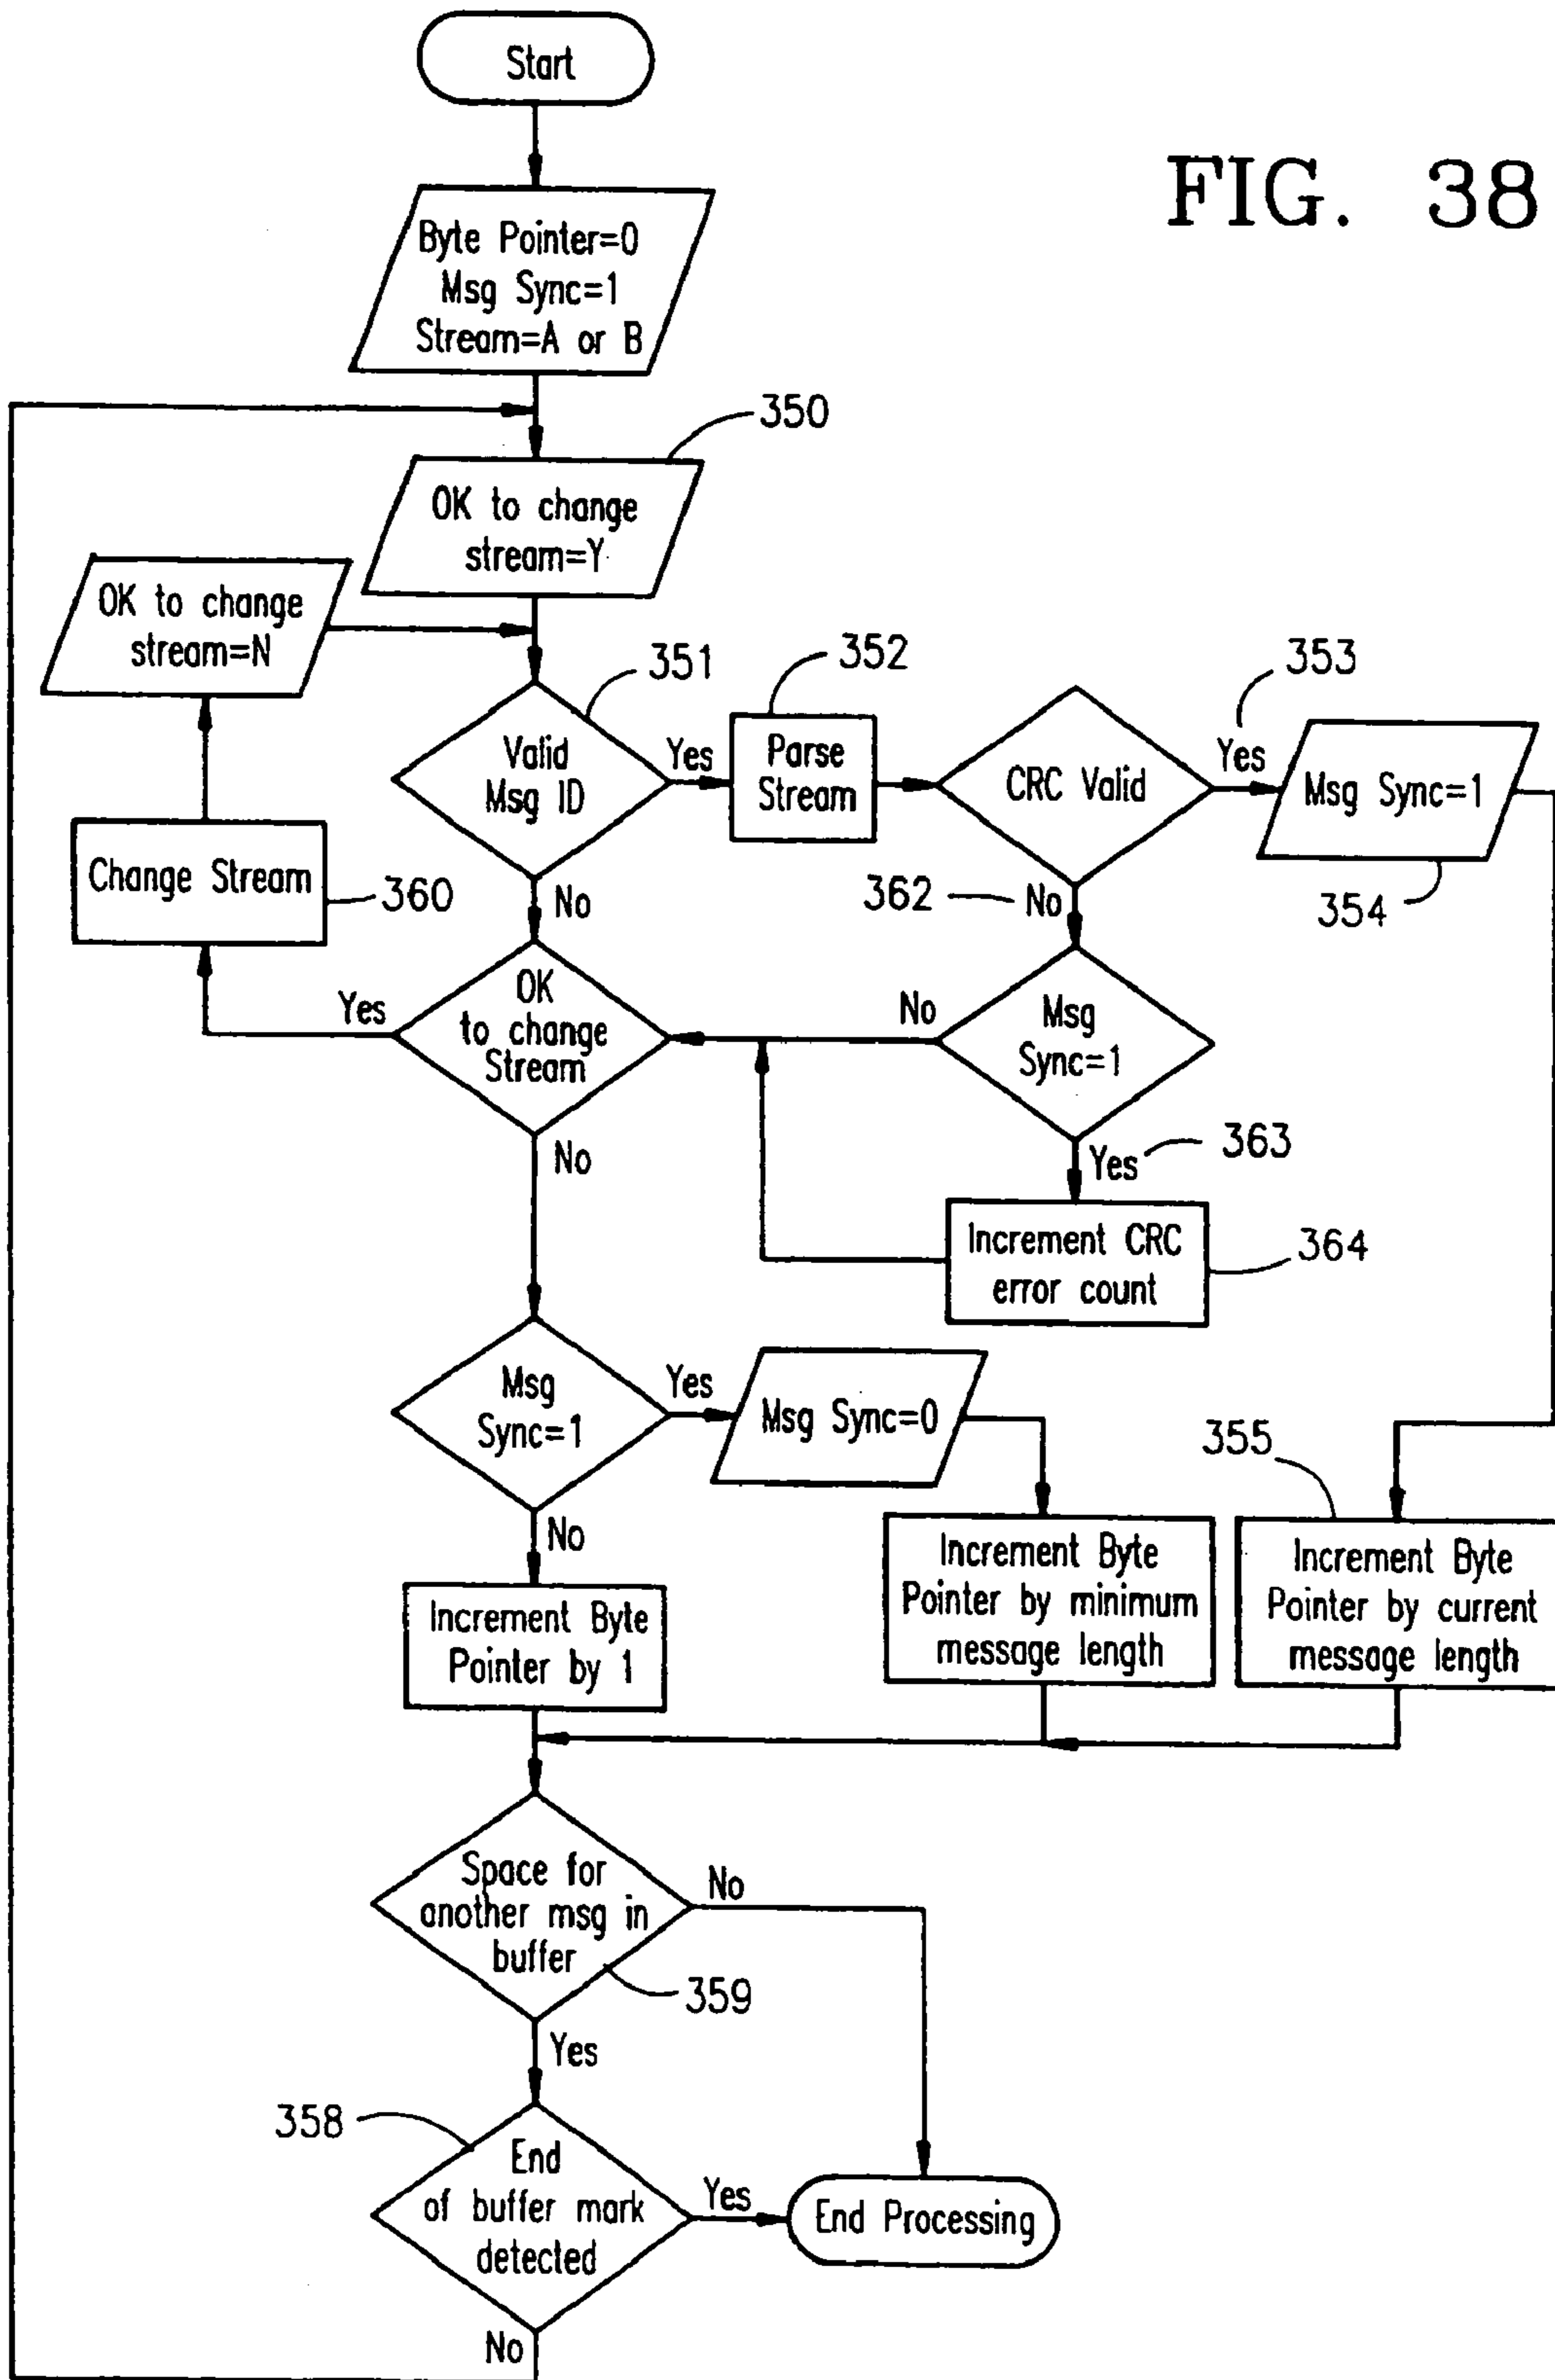 Start
FIG. 38
Byte Pointer=0
Msg Sync=1
Stream=A or B
350
OK to change
stream=Y
OK to change
stream=N
351
352
353
Valid
Msg ID
Yes
Parse
Stream
CRC Valid
Yes
Msg Sync=1
354
Change Stream
360
No
362
No
OK
to change
Stream
Yes
No
Msg
Sync=1
No
Yes
363
Increment CRC
error count
364
Msg
Sync=1
Yes
Msg Sync=0
355
No
Increment Byte
Pointer by 1
Increment Byte
Pointer by minimum
message length
Increment Byte
Pointer by current
message length
Space for
another msg in
buffer
No
359
Yes
358
End
of buffer mark
detected
Yes
End Processing
No